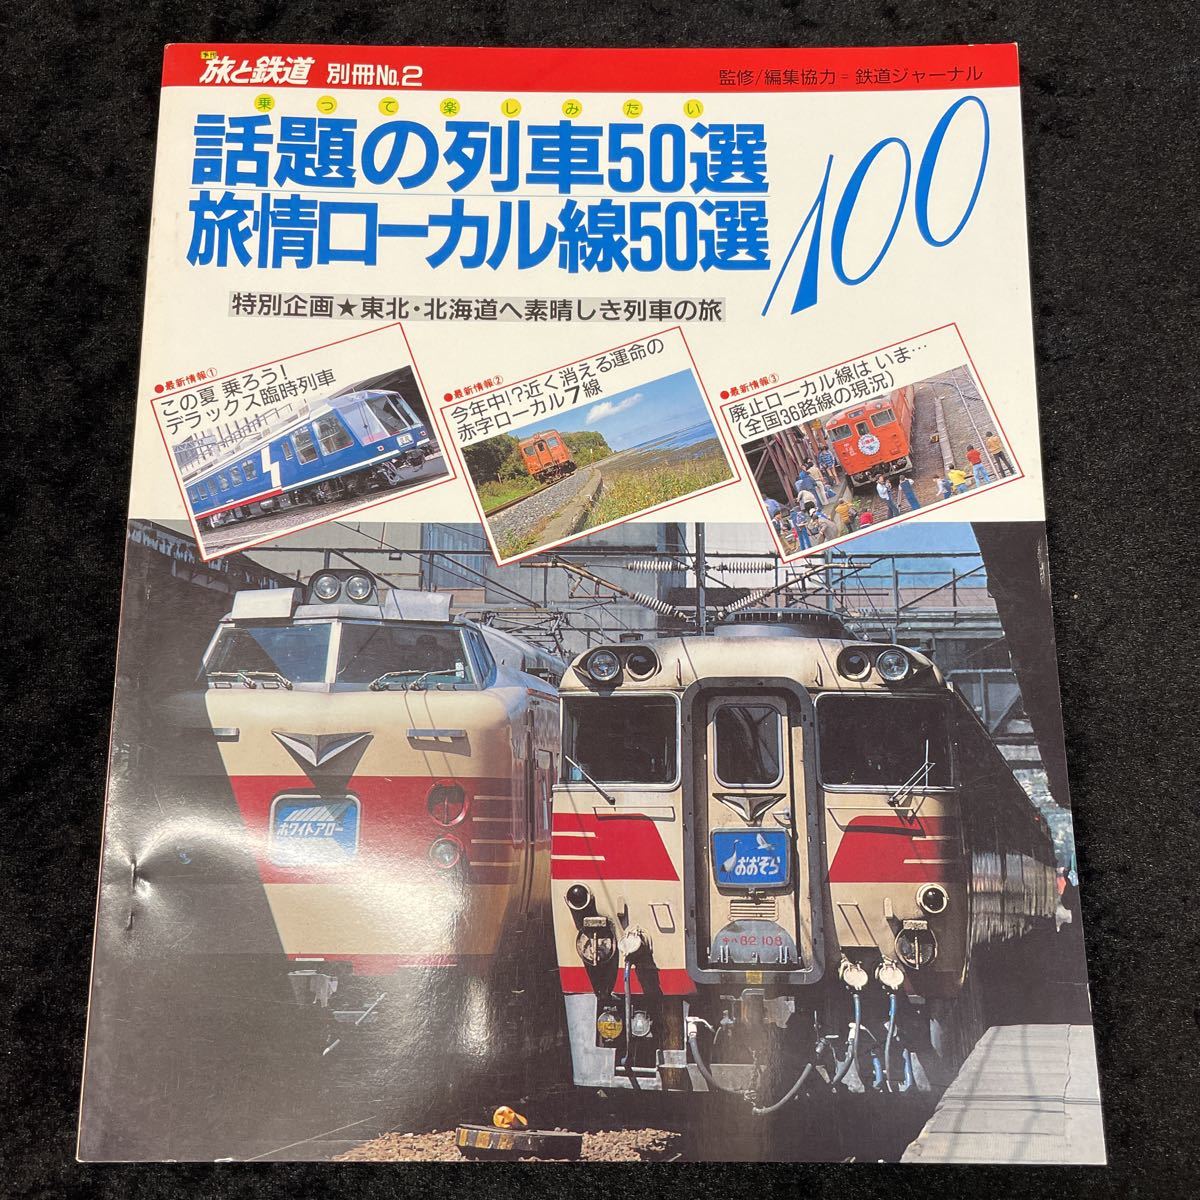 季刊 旅と鉄道 別冊No.2
監修/編集協力=鉄道ジャーナル
乗って楽しみたい
話題の列車50選
旅情ローカル線50選
100
特別企画★東北・北海道へ素晴しき列車の旅
●最新情報①
この夏 乗ろう!
デラックス臨時列車
●最新情報②
今年中!?近く消える運命の
赤字ローカル7線
●最新情報③
廃止ローカル線は いま…
(全国36路線の現況)
ホワイトアロー
おおぞら
キハ82 108